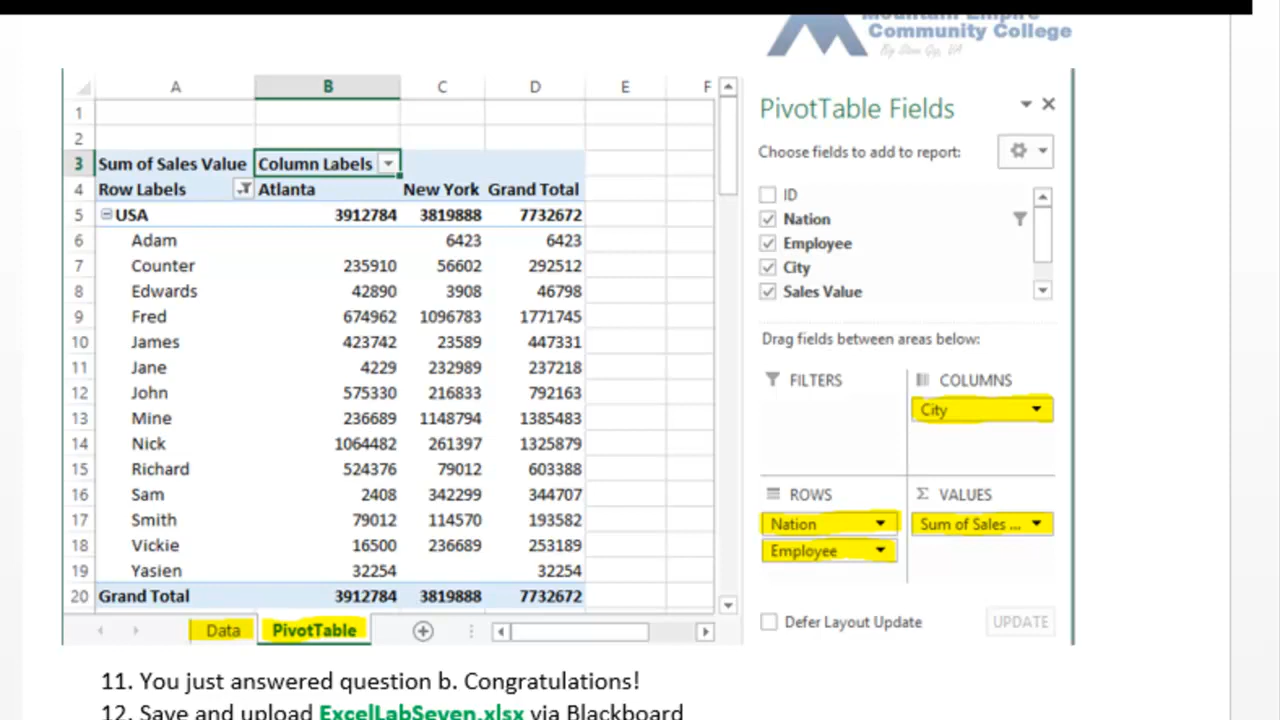 Mountain Empire
Community College
Big Stone Gap, VA
A B C D E F
1
2
3 Sum of Sales Value Column Labels
4 Row Labels Atlanta New York Grand Total
5 USA 3912784 3819888 7732672
6 Adam 6423 6423
7 Counter 235910 56602 292512
8 Edwards 42890 3908 46798
9 Fred 674962 1096783 1771745
10 James 423742 23589 447331
11 Jane 4229 232989 237218
12 John 575330 216833 792163
13 Mine 236689 1148794 1385483
14 Nick 1064482 261397 1325879
15 Richard 524376 79012 603388
16 Sam 2408 342299 344707
17 Smith 79012 114570 193582
18 Vickie 16500 236689 253189
19 Yasien 32254 32254
20 Grand Total 3912784 3819888 7732672
Data PivotTable
PivotTable Fields
Choose fields to add to report:
ID
Nation
Employee
City
Sales Value
Drag fields between areas below:
FILTERS COLUMNS
City
ROWS Σ VALUES
Nation Sum of Sales ...
Employee
Defer Layout Update UPDATE
11. You just answered question b. Congratulations!
12. Save and upload ExcelLabSeven.xlsx via Blackboard